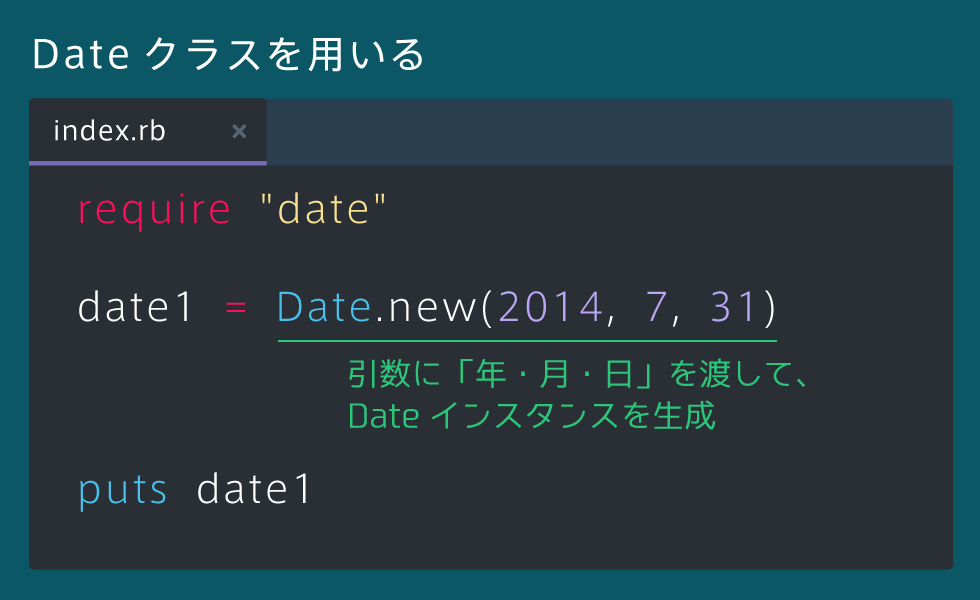 Date クラスを用いる
index.rb ×
require "date"
date1 = Date.new(2014, 7, 31)
引数に「年・月・日」を渡して、
Date インスタンスを生成
puts date1